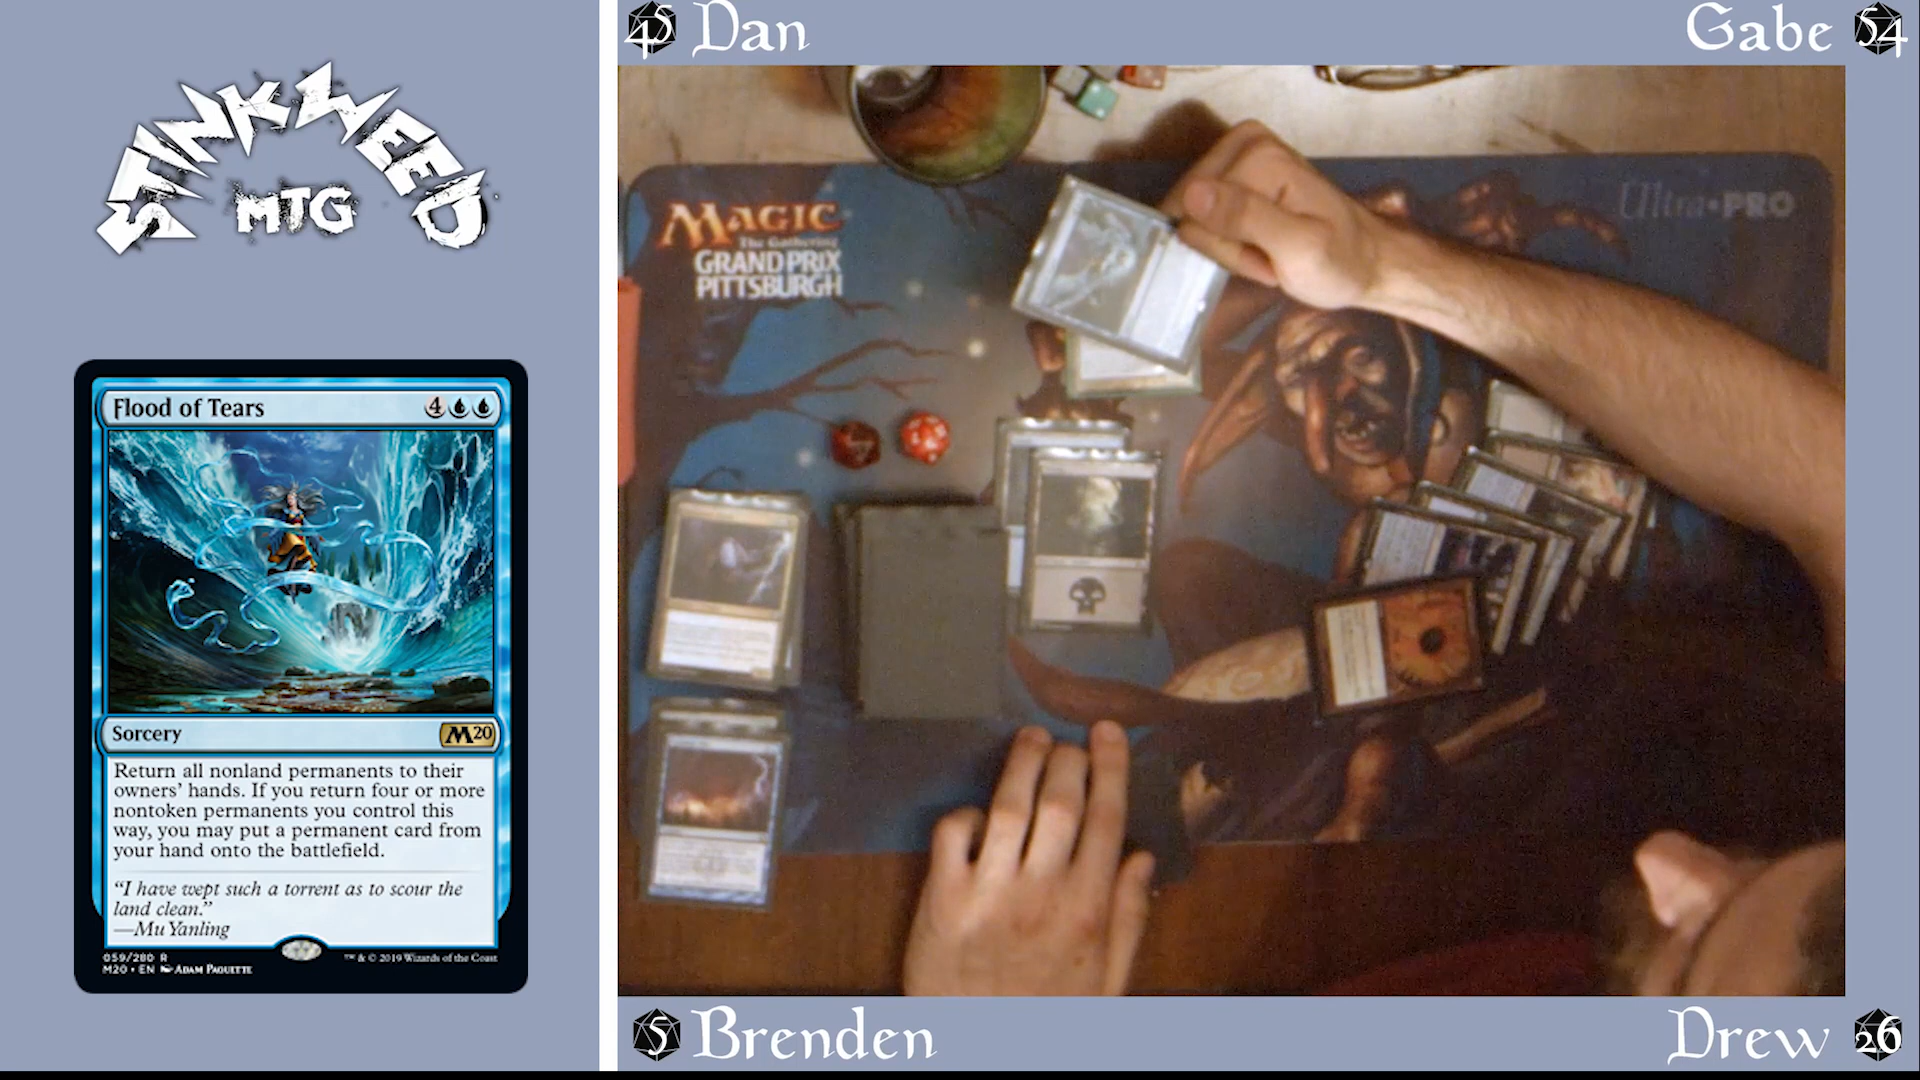 STINKWEED
MTG
Flood of Tears 4
Sorcery M20
Return all nonland permanents to their
owners' hands. If you return four or more
nontoken permanents you control this
way, you may put a permanent card from
your hand onto the battlefield.
“I have wept such a torrent as to scour the
land clean.”
—Mu Yanling
059/280 R
M20 • EN ADAM PAQUETTE
™ & © 2019 Wizards of the Coast
45 Dan
Gabe 54
MAGIC
The Gathering
GRAND PRIX
PITTSBURGH
Ultra•PRO
5 Brenden
Drew 26